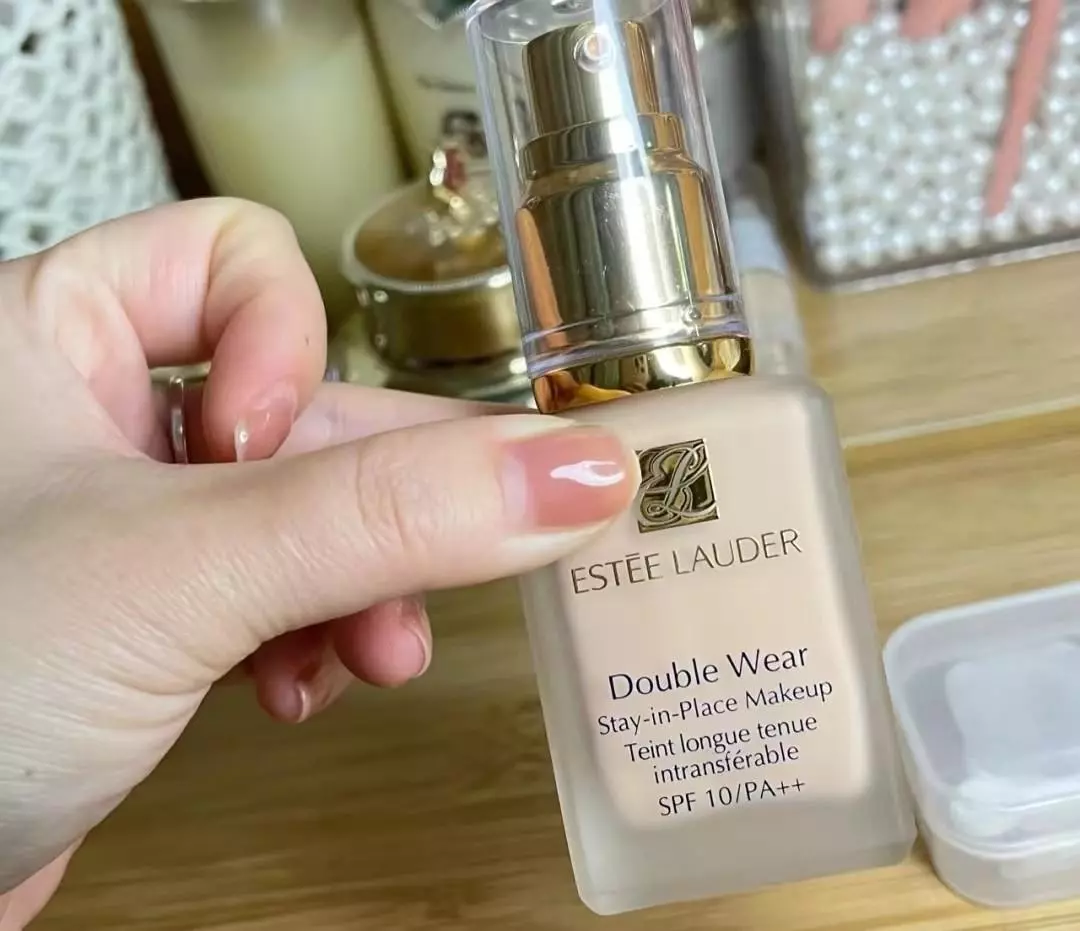 ESTĒE LAUDER
Double Wear
Stay-in-Place Makeup
Teint longue tenue
intransférable
SPF 10/PA++